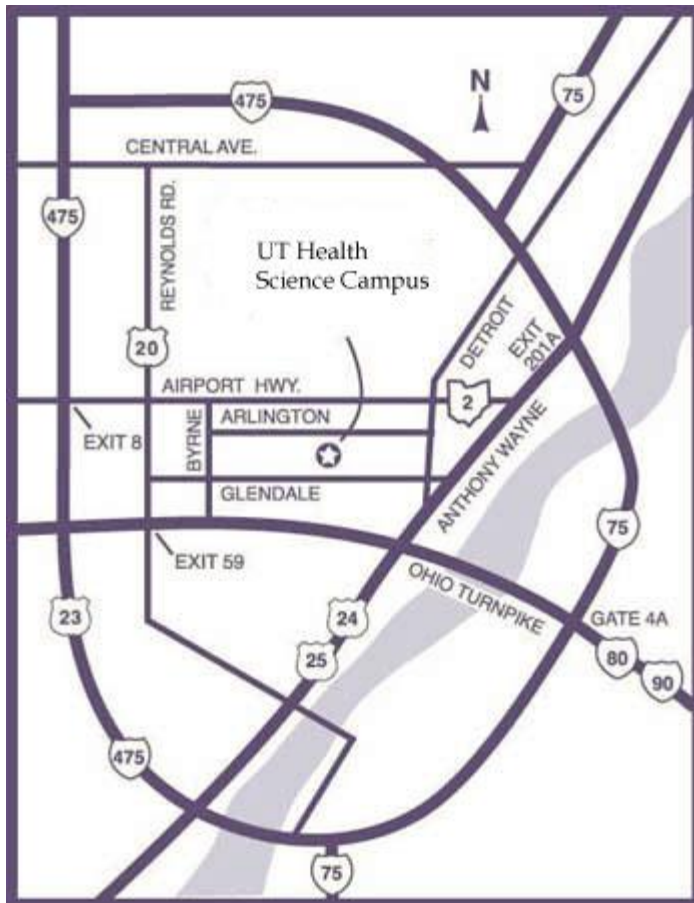 475
75
N
CENTRAL AVE.
475
REYNOLDS RD.
UT Health
Science Campus
20
DETROIT
EXIT
201A
AIRPORT HWY.
2
ARLINGTON
EXIT 8
BYRNE
ANTHONY WAYNE
GLENDALE
75
EXIT 59
OHIO TURNPIKE
23
24
GATE 4A
25
80
90
475
75